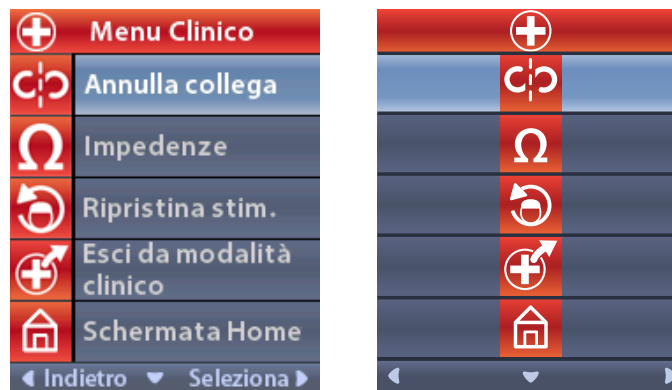 Menu Clinico
Annulla collega
Impedenze
Ripristina stim.
Esci da modalità
clinico
Schermata Home
Indietro Seleziona